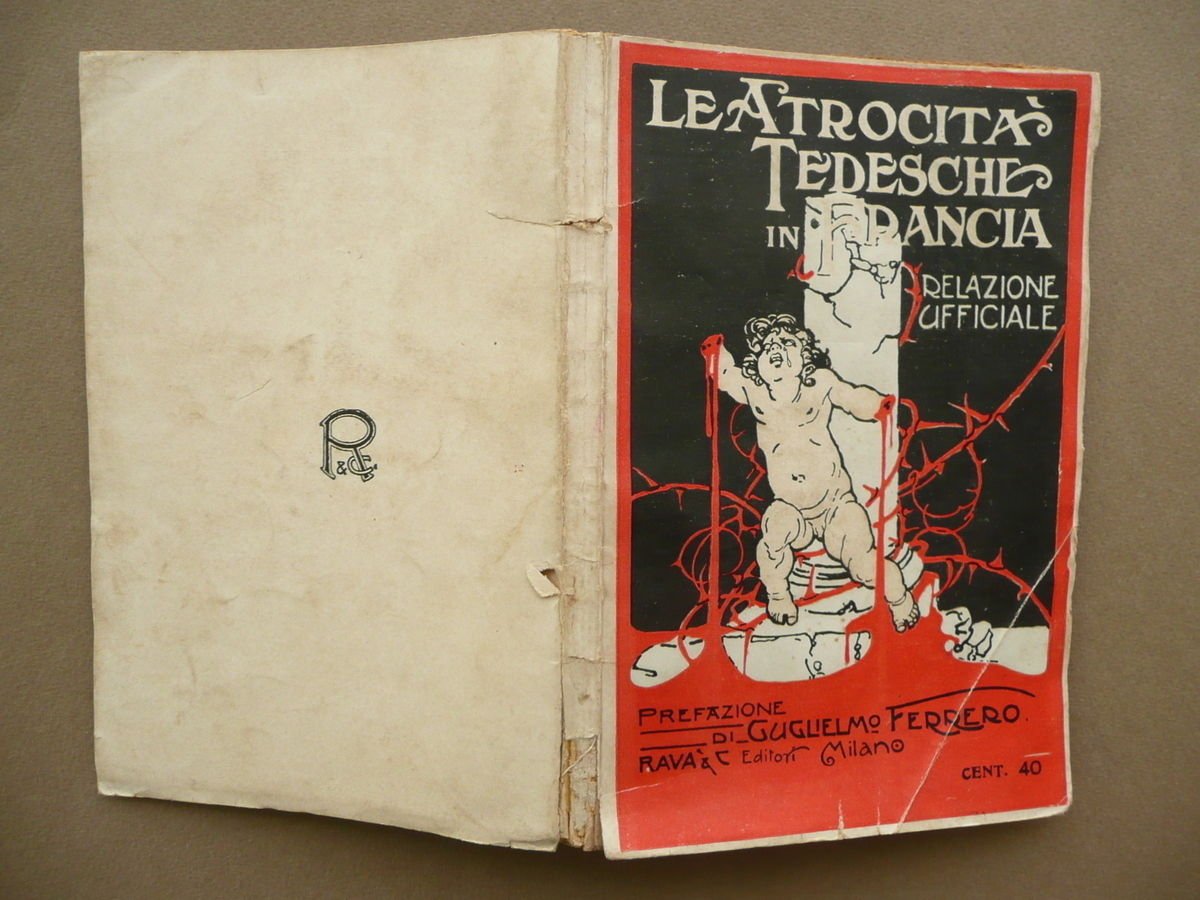 LE ATROCITÀ
TEDESCHE
IN FRANCIA
RELAZIONE
UFFICIALE
PREFAZIONE
DI GUGLIELMO FERRERO.
RAVÀ & C Editori Milano
CENT. 40
R & C.